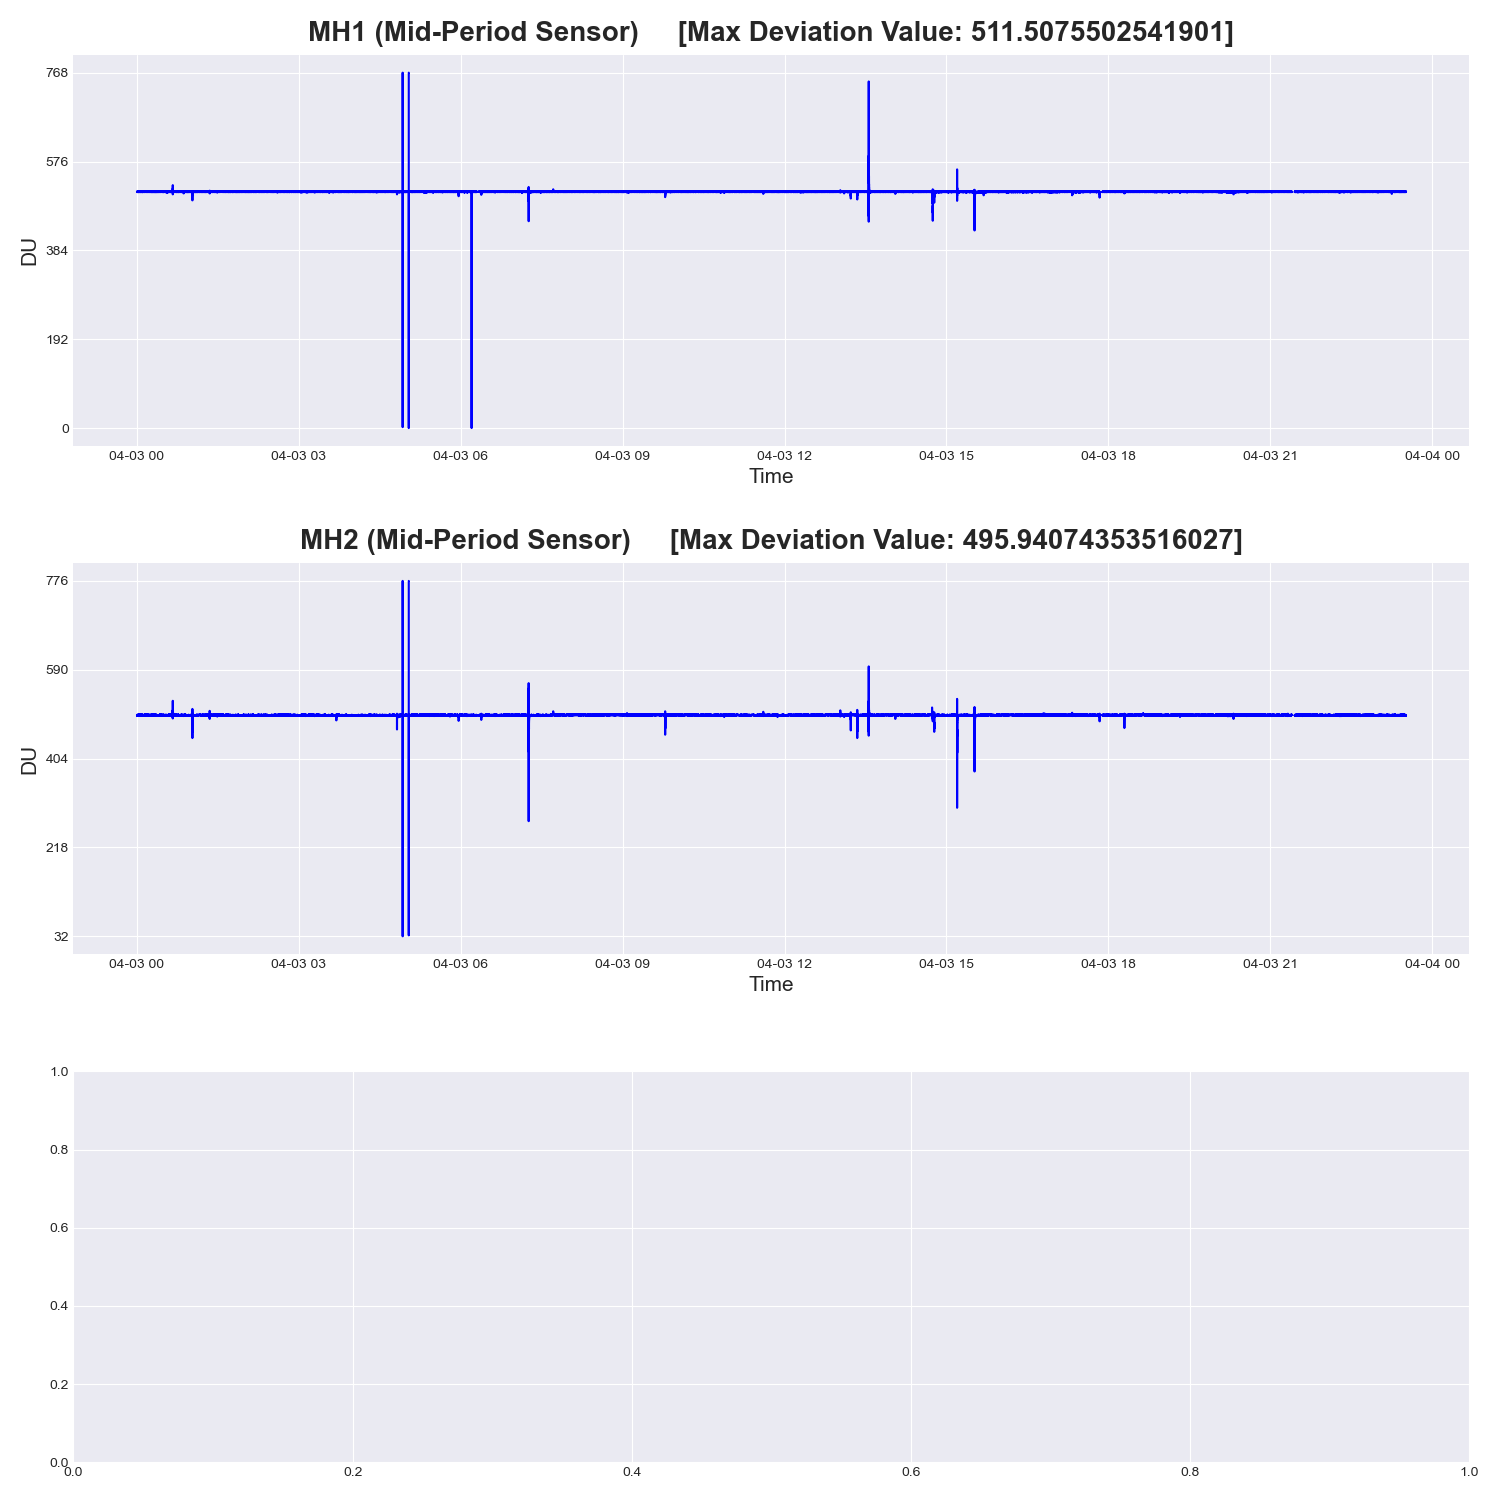 MH1 (Mid-Period Sensor) [Max Deviation Value: 511.5075502541901]
768
576
384
192
0
DU
04-03 00 04-03 03 04-03 06 04-03 09 04-03 12 04-03 15 04-03 18 04-03 21 04-04 00
Time
MH2 (Mid-Period Sensor) [Max Deviation Value: 495.94074353516027]
776
590
404
218
32
DU
04-03 00 04-03 03 04-03 06 04-03 09 04-03 12 04-03 15 04-03 18 04-03 21 04-04 00
Time
1.0
0.8
0.6
0.4
0.2
0.0
0.0 0.2 0.4 0.6 0.8 1.0